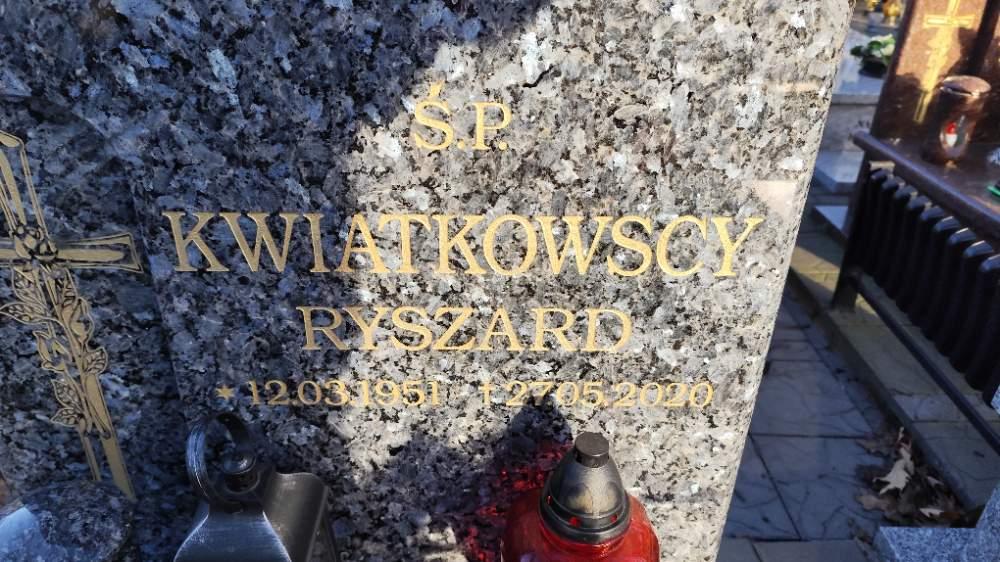 Ś.P.
KWIATKOWSCY
RYSZARD
★ 12.03.1951 † 27.05.2020